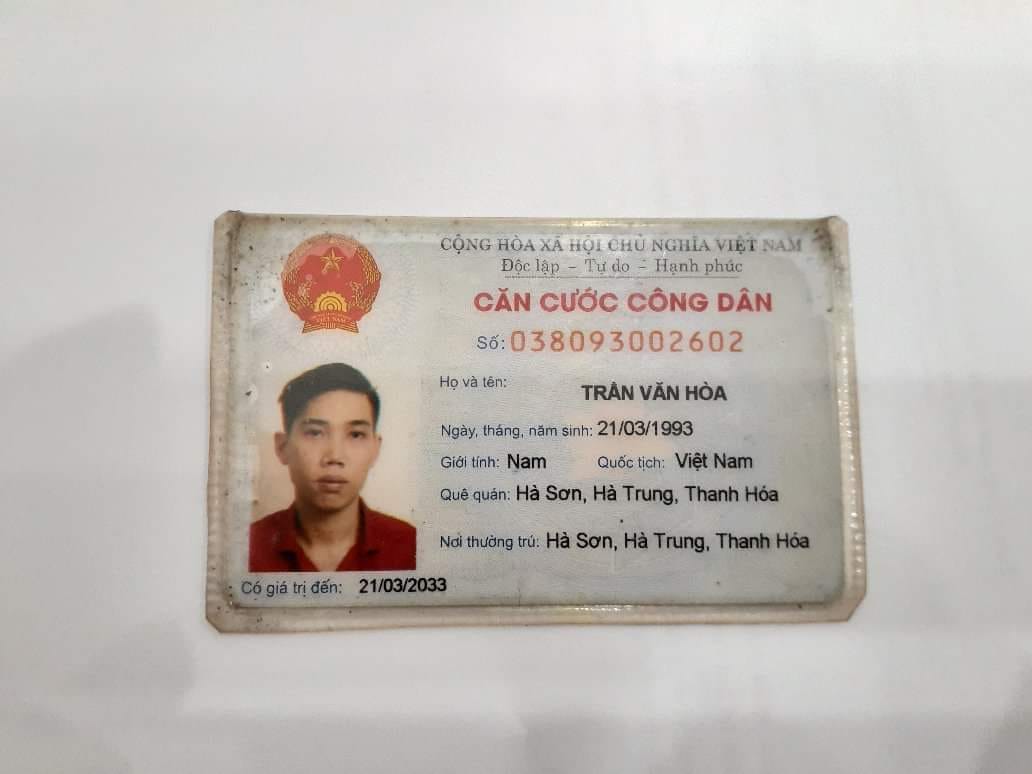 CỘNG HÒA XÃ HỘI CHỦ NGHĨA VIỆT NAM
Độc lập - Tự do - Hạnh phúc
CĂN CƯỚC CÔNG DÂN
Số: 038093002602
Họ và tên: TRẦN VĂN HÒA
Ngày, tháng, năm sinh: 21/03/1993
Giới tính: Nam Quốc tịch: Việt Nam
Quê quán: Hà Sơn, Hà Trung, Thanh Hóa
Nơi thường trú: Hà Sơn, Hà Trung, Thanh Hóa
Có giá trị đến: 21/03/2033